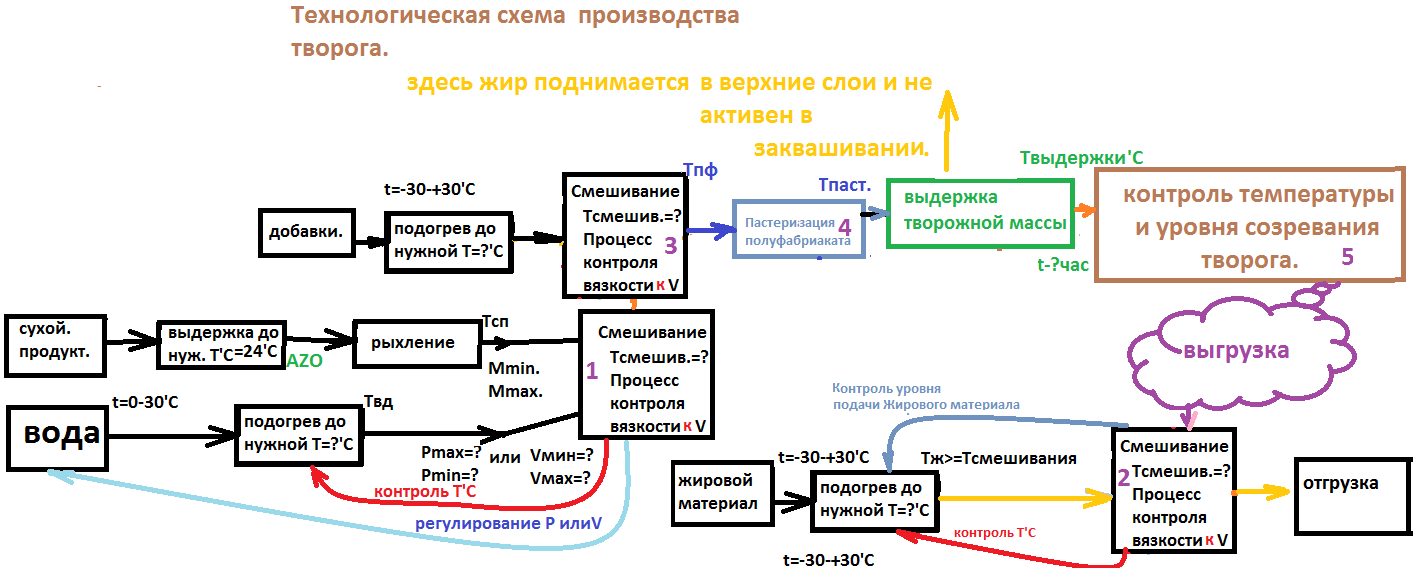 Технологическая схема производства
творога.
здесь жир поднимается в верхние слои и не
активен в
заквашивании.
Tпф
Tпаст.
Tвыдержки'C
t=-30-+30'C
добавки.
подогрев до
нужной T=?'C
Смешивание
Tсмешив.=?
Процесс
контроля 3
вязкости к V
Пастеризация 4
полуфабриаката
выдержка
творожной массы
t-?час
контроль температуры
и уровня созревания
творога. 5
сухой.
продукт.
выдержка до
нуж. T'C=24'C
AZO
рыхление
Tсп
Mmin.
Mmax.
Смешивание
Tсмешив.=?
1 Процесс
контроля
вязкости к V
выгрузка
вода
t=0-30'C
подогрев до
нужной T=?'C
Tвд
Pmax=? или Vмин=?
Pmin=? Vмах=?
контроль T'C
регулирование P илиV
Контроль уровня
подачи Жирового материала
жировой
материал
t=-30-+30'C
подогрев до
нужной T=?'C
t=-30-+30'C
Tж>=Tсмешивания
контроль T'C
Смешивание
2 Tсмешив.=?
Процесс
контроля
вязкости к V
отгрузка